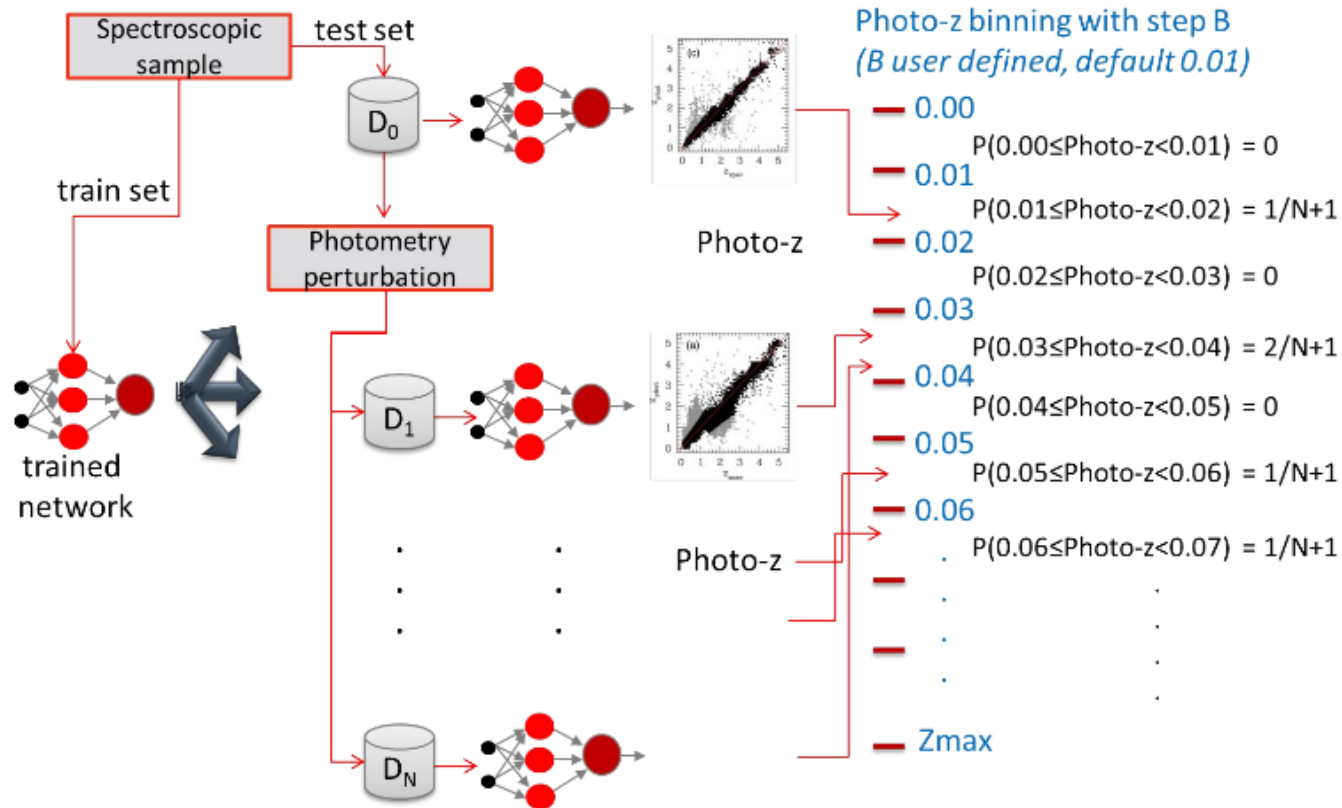 Spectroscopic
sample
test set
train set
D0
Photometry
perturbation
trained
network
D1
DN
(c)
Photo-z
(a)
Photo-z
Photo-z binning with step B
(B user defined, default 0.01)
0.00
P(0.00≤Photo-z<0.01) = 0
0.01
P(0.01≤Photo-z<0.02) = 1/N+1
0.02
P(0.02≤Photo-z<0.03) = 0
0.03
P(0.03≤Photo-z<0.04) = 2/N+1
0.04
P(0.04≤Photo-z<0.05) = 0
0.05
P(0.05≤Photo-z<0.06) = 1/N+1
0.06
P(0.06≤Photo-z<0.07) = 1/N+1
Zmax